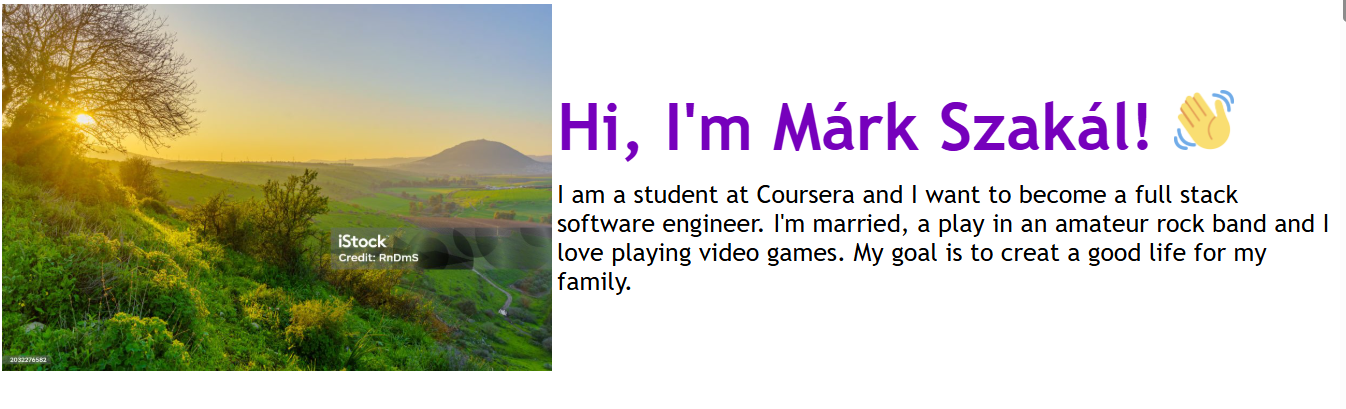 Hi, I'm Márk Szakál! 👋
I am a student at Coursera and I want to become a full stack
software engineer. I'm married, a play in an amateur rock band and I
love playing video games. My goal is to creat a good life for my
family.
iStock
Credit: RnDmS
2032276582